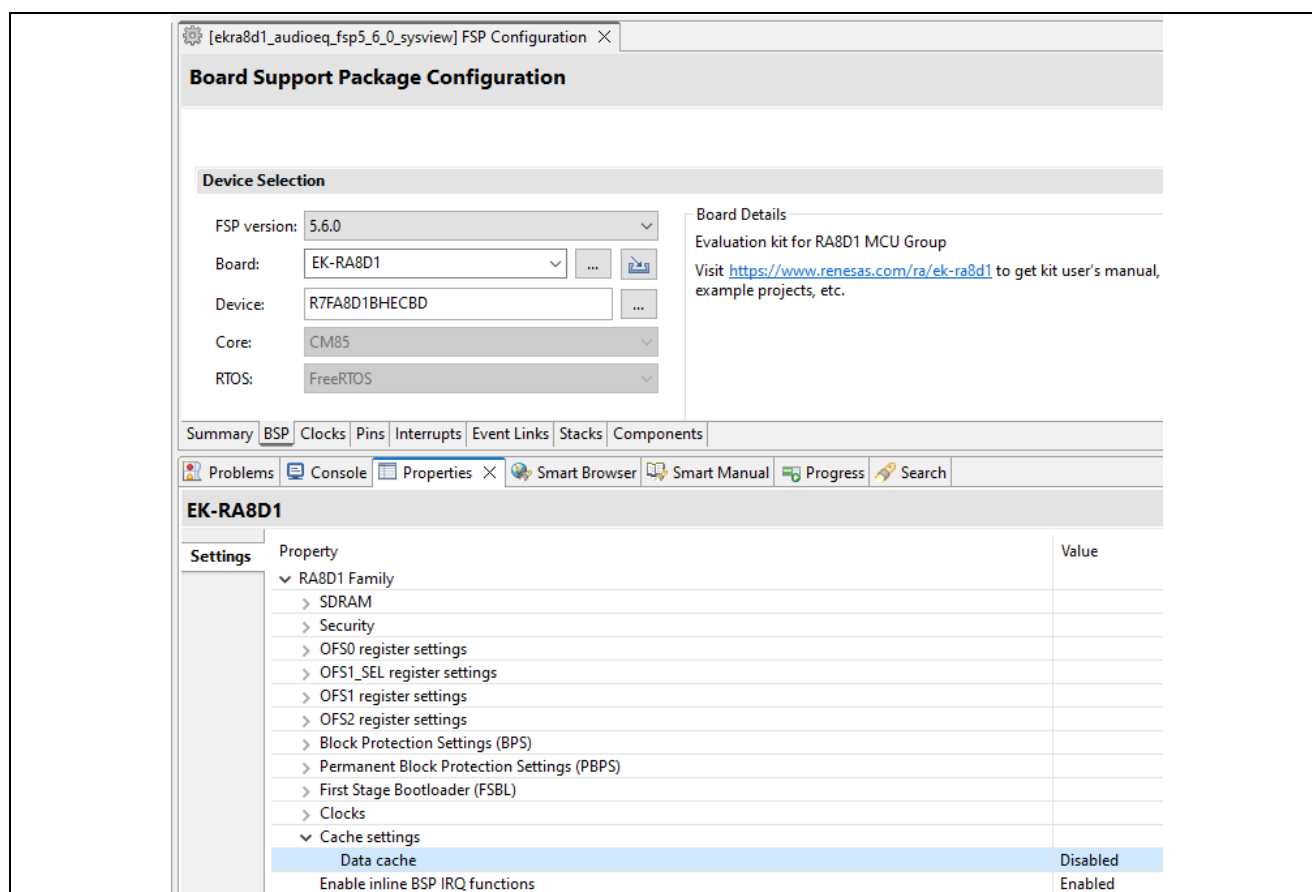 [ekra8d1_audioeq_fsp5_6_0_sysview] FSP Configuration
Board Support Package Configuration
Device Selection
FSP version: 5.6.0
Board: EK-RA8D1 ...
Device: R7FA8D1BHECBD ...
Core: CM85
RTOS: FreeRTOS
Board Details
Evaluation kit for RA8D1 MCU Group
Visit https://www.renesas.com/ra/ek-ra8d1 to get kit user's manual,
example projects, etc.
Summary BSP Clocks Pins Interrupts Event Links Stacks Components
Problems Console Properties Smart Browser Smart Manual Progress Search
EK-RA8D1
Settings
Property Value
RA8D1 Family
SDRAM
Security
OFS0 register settings
OFS1_SEL register settings
OFS1 register settings
OFS2 register settings
Block Protection Settings (BPS)
Permanent Block Protection Settings (PBPS)
First Stage Bootloader (FSBL)
Clocks
Cache settings
Data cache Disabled
Enable inline BSP IRQ functions Enabled